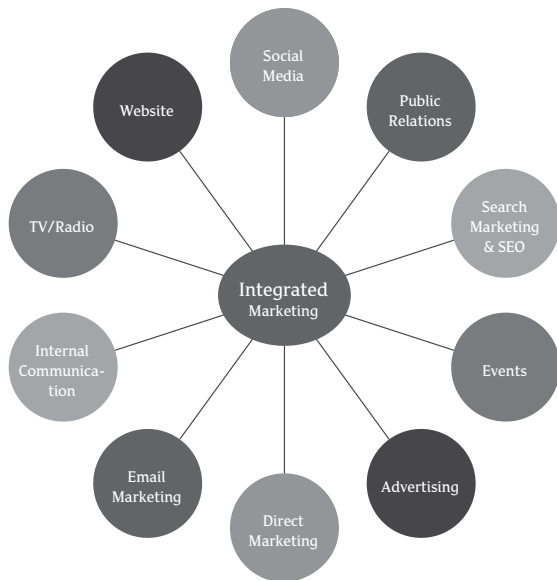 Social
Media
Public
Relations
Search
Marketing
& SEO
Events
Advertising
Direct
Marketing
Email
Marketing
Internal
Communica-
tion
TV/Radio
Website
Integrated
Marketing